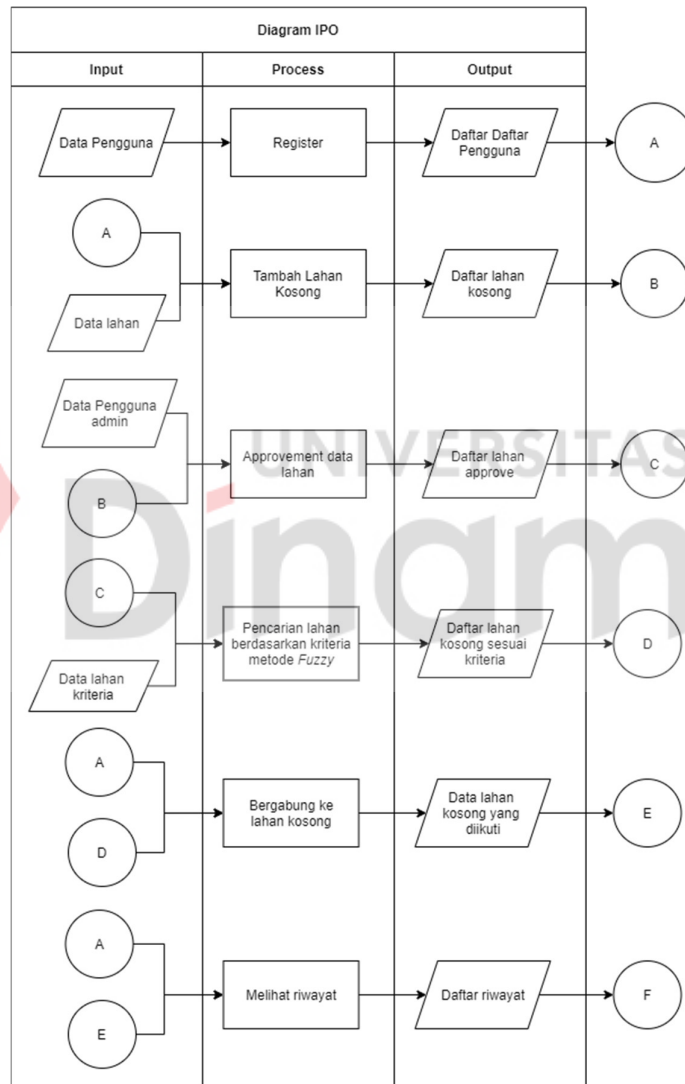 Diagram IPO
Input
Process
Output
Data Pengguna
Register
Daftar Daftar
Pengguna
A
A
Data lahan
Tambah Lahan
Kosong
Daftar lahan
kosong
B
Data Pengguna
admin
B
Approvement data
lahan
Daftar lahan
approve
C
C
Data lahan
kriteria
Pencarian lahan
berdasarkan kriteria
metode Fuzzy
Daftar lahan
kosong sesuai
kriteria
D
A
D
Bergabung ke
lahan kosong
Data lahan
kosong yang
diikuti
E
A
E
Melihat riwayat
Daftar riwayat
F
UNIVERSITAS
Dinam